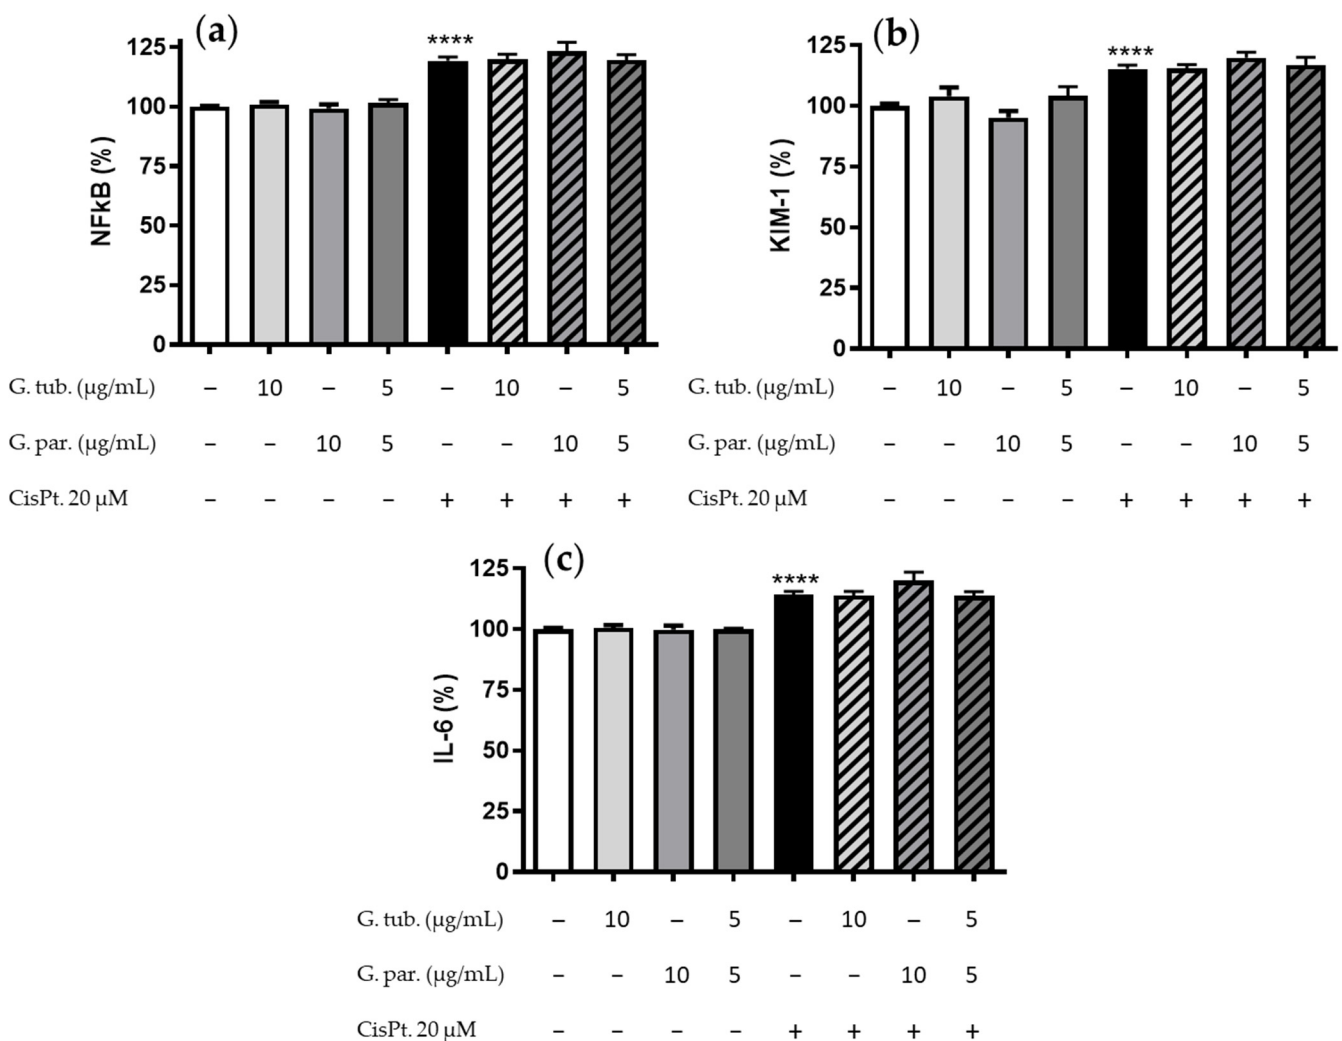 (a)
NFkB (%)
125
100
75
50
25
0
****
G. tub. (μg/mL) – 10 – 5 – 10 – 5
G. par. (μg/mL) – – 10 5 – – 10 5
CisPt. 20 μM – – – – + + + +
(b)
KIM-1 (%)
125
100
75
50
25
0
****
G. tub. (μg/mL) – 10 – 5 – 10 – 5
G. par. (μg/mL) – – 10 5 – – 10 5
CisPt. 20 μM – – – – + + + +
(c)
IL-6 (%)
125
100
75
50
25
0
****
G. tub. (μg/mL) – 10 – 5 – 10 – 5
G. par. (μg/mL) – – 10 5 – – 10 5
CisPt. 20 μM – – – – + + + +